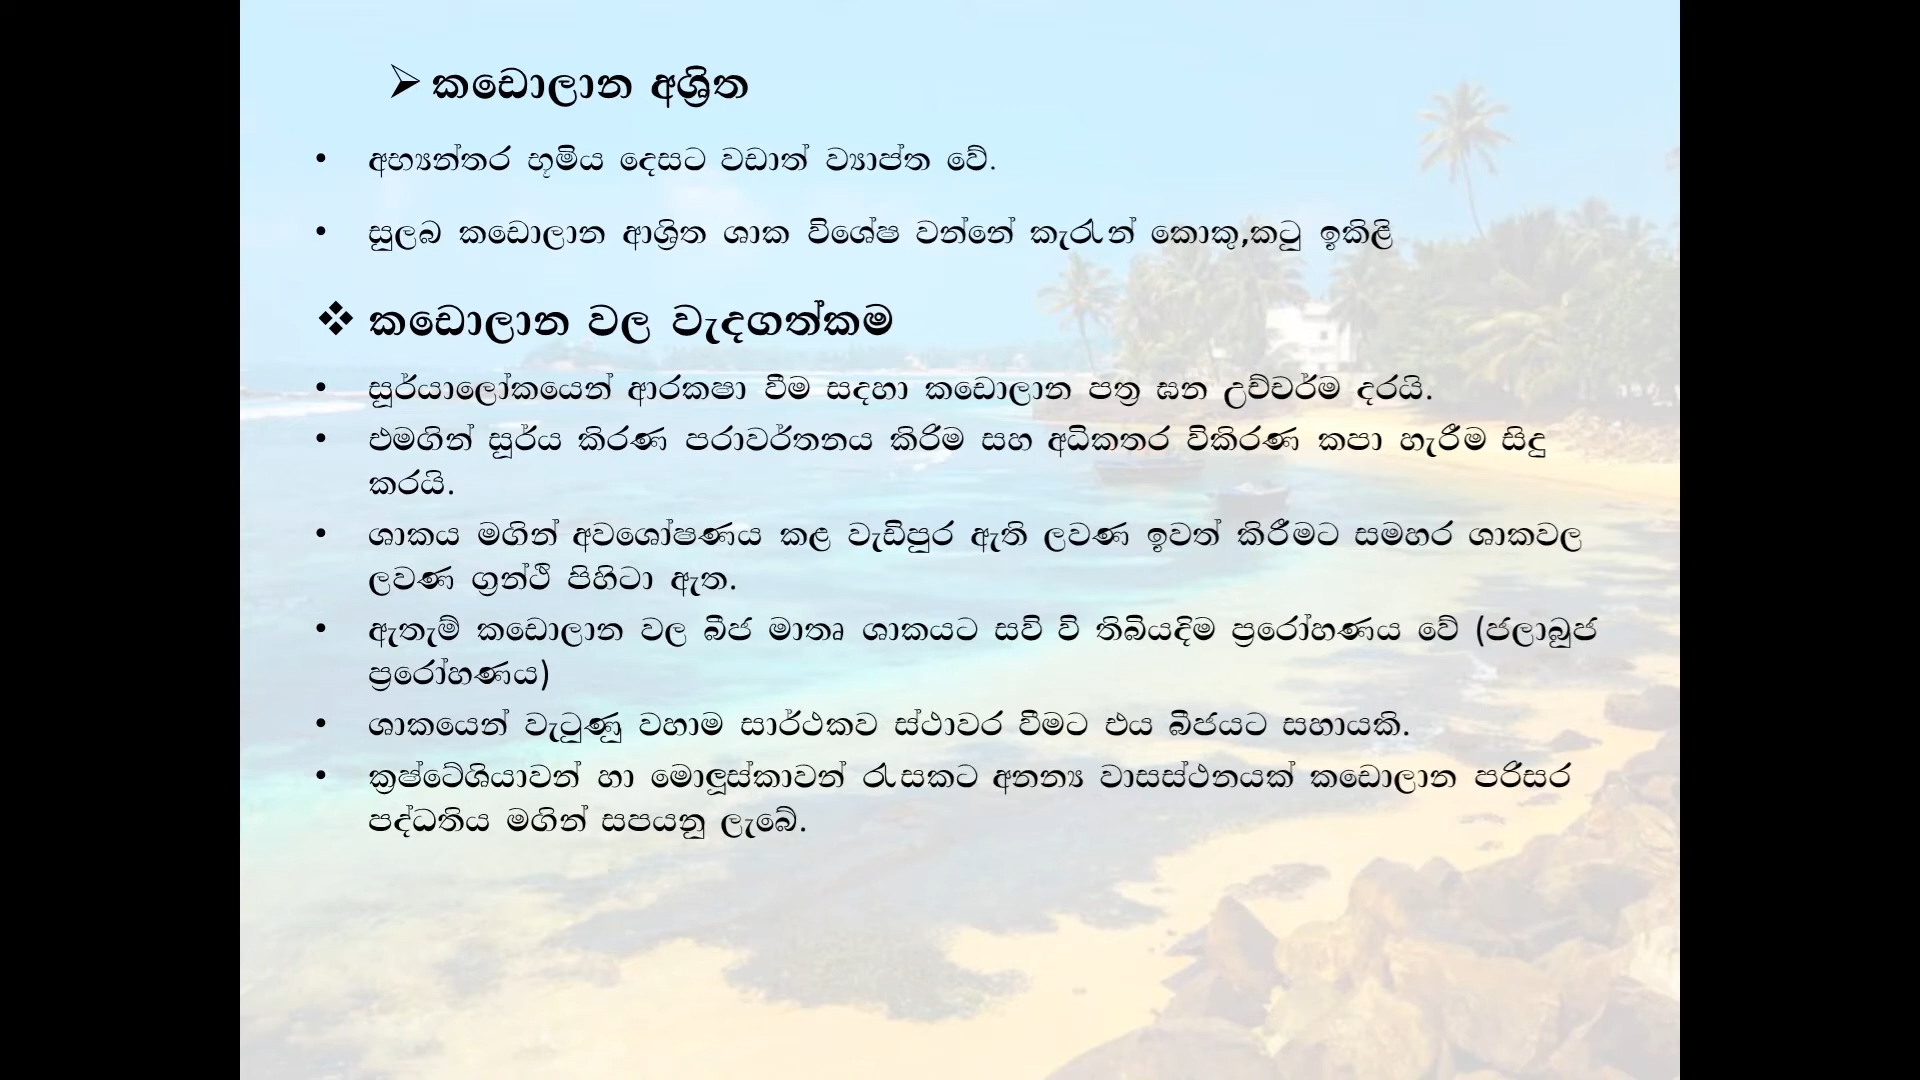 ➢ කඩොලාන අශ්‍රිත
• අභ්‍යන්තර භූමිය දෙසට වඩාත් ව්‍යාප්ත වේ.
• සුලබ කඩොලාන ආශ්‍රිත ශාක විශේෂ වන්නේ කැරැන් කොකු,කටු ඉකිළි
❖ කඩොලාන වල වැදගත්කම
• සූර්යාලෝකයෙන් ආරක්‍ෂා වීම සදහා කඩොලාන පත්‍ර ඝන උච්චර්ම දරයි.
• එමගින් සූර්ය කිරණ පරාවර්තනය කිරිම සහ අධිකතර විකිරණ කපා හැරීම සිදු
කරයි.
• ශාකය මගින් අවශෝෂණය කළ වැඩිපුර ඇති ලවණ ඉවත් කිරීමට සමහර ශාකවල
ලවණ ග්‍රන්ථි පිහිටා ඇත.
• ඇතැම් කඩොලාන වල බීජ මාතෘ ශාකයට සවි වි තිබියදිම ප්‍රරෝහණය වේ (ජලාබුජ
ප්‍රරෝහණය)
• ශාකයෙන් වැටුණු වහාම සාර්ථකව ස්ථාවර වීමට එය බීජයට සහායකි.
• ක්‍රෂ්ටේශියාවන් හා මොලූස්කාවන් රැසකට අනන්‍ය වාසස්ථනයක් කඩොලාන පරිසර
පද්ධතිය මගින් සපයනු ලැබේ.